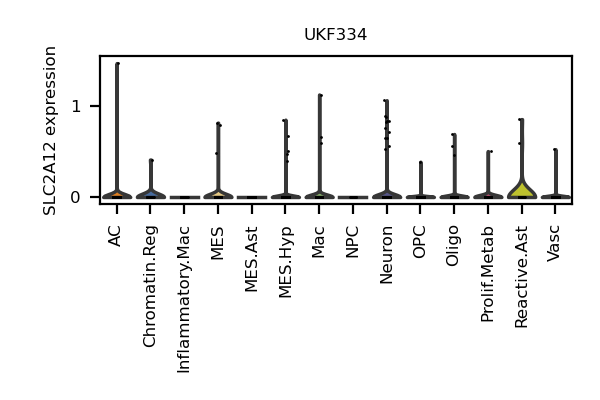 UKF334
SLC2A12 expression
1
0
AC
Chromatin.Reg
Inflammatory.Mac
MES
MES.Ast
MES.Hyp
Mac
NPC
Neuron
OPC
Oligo
Prolif.Metab
Reactive.Ast
Vasc